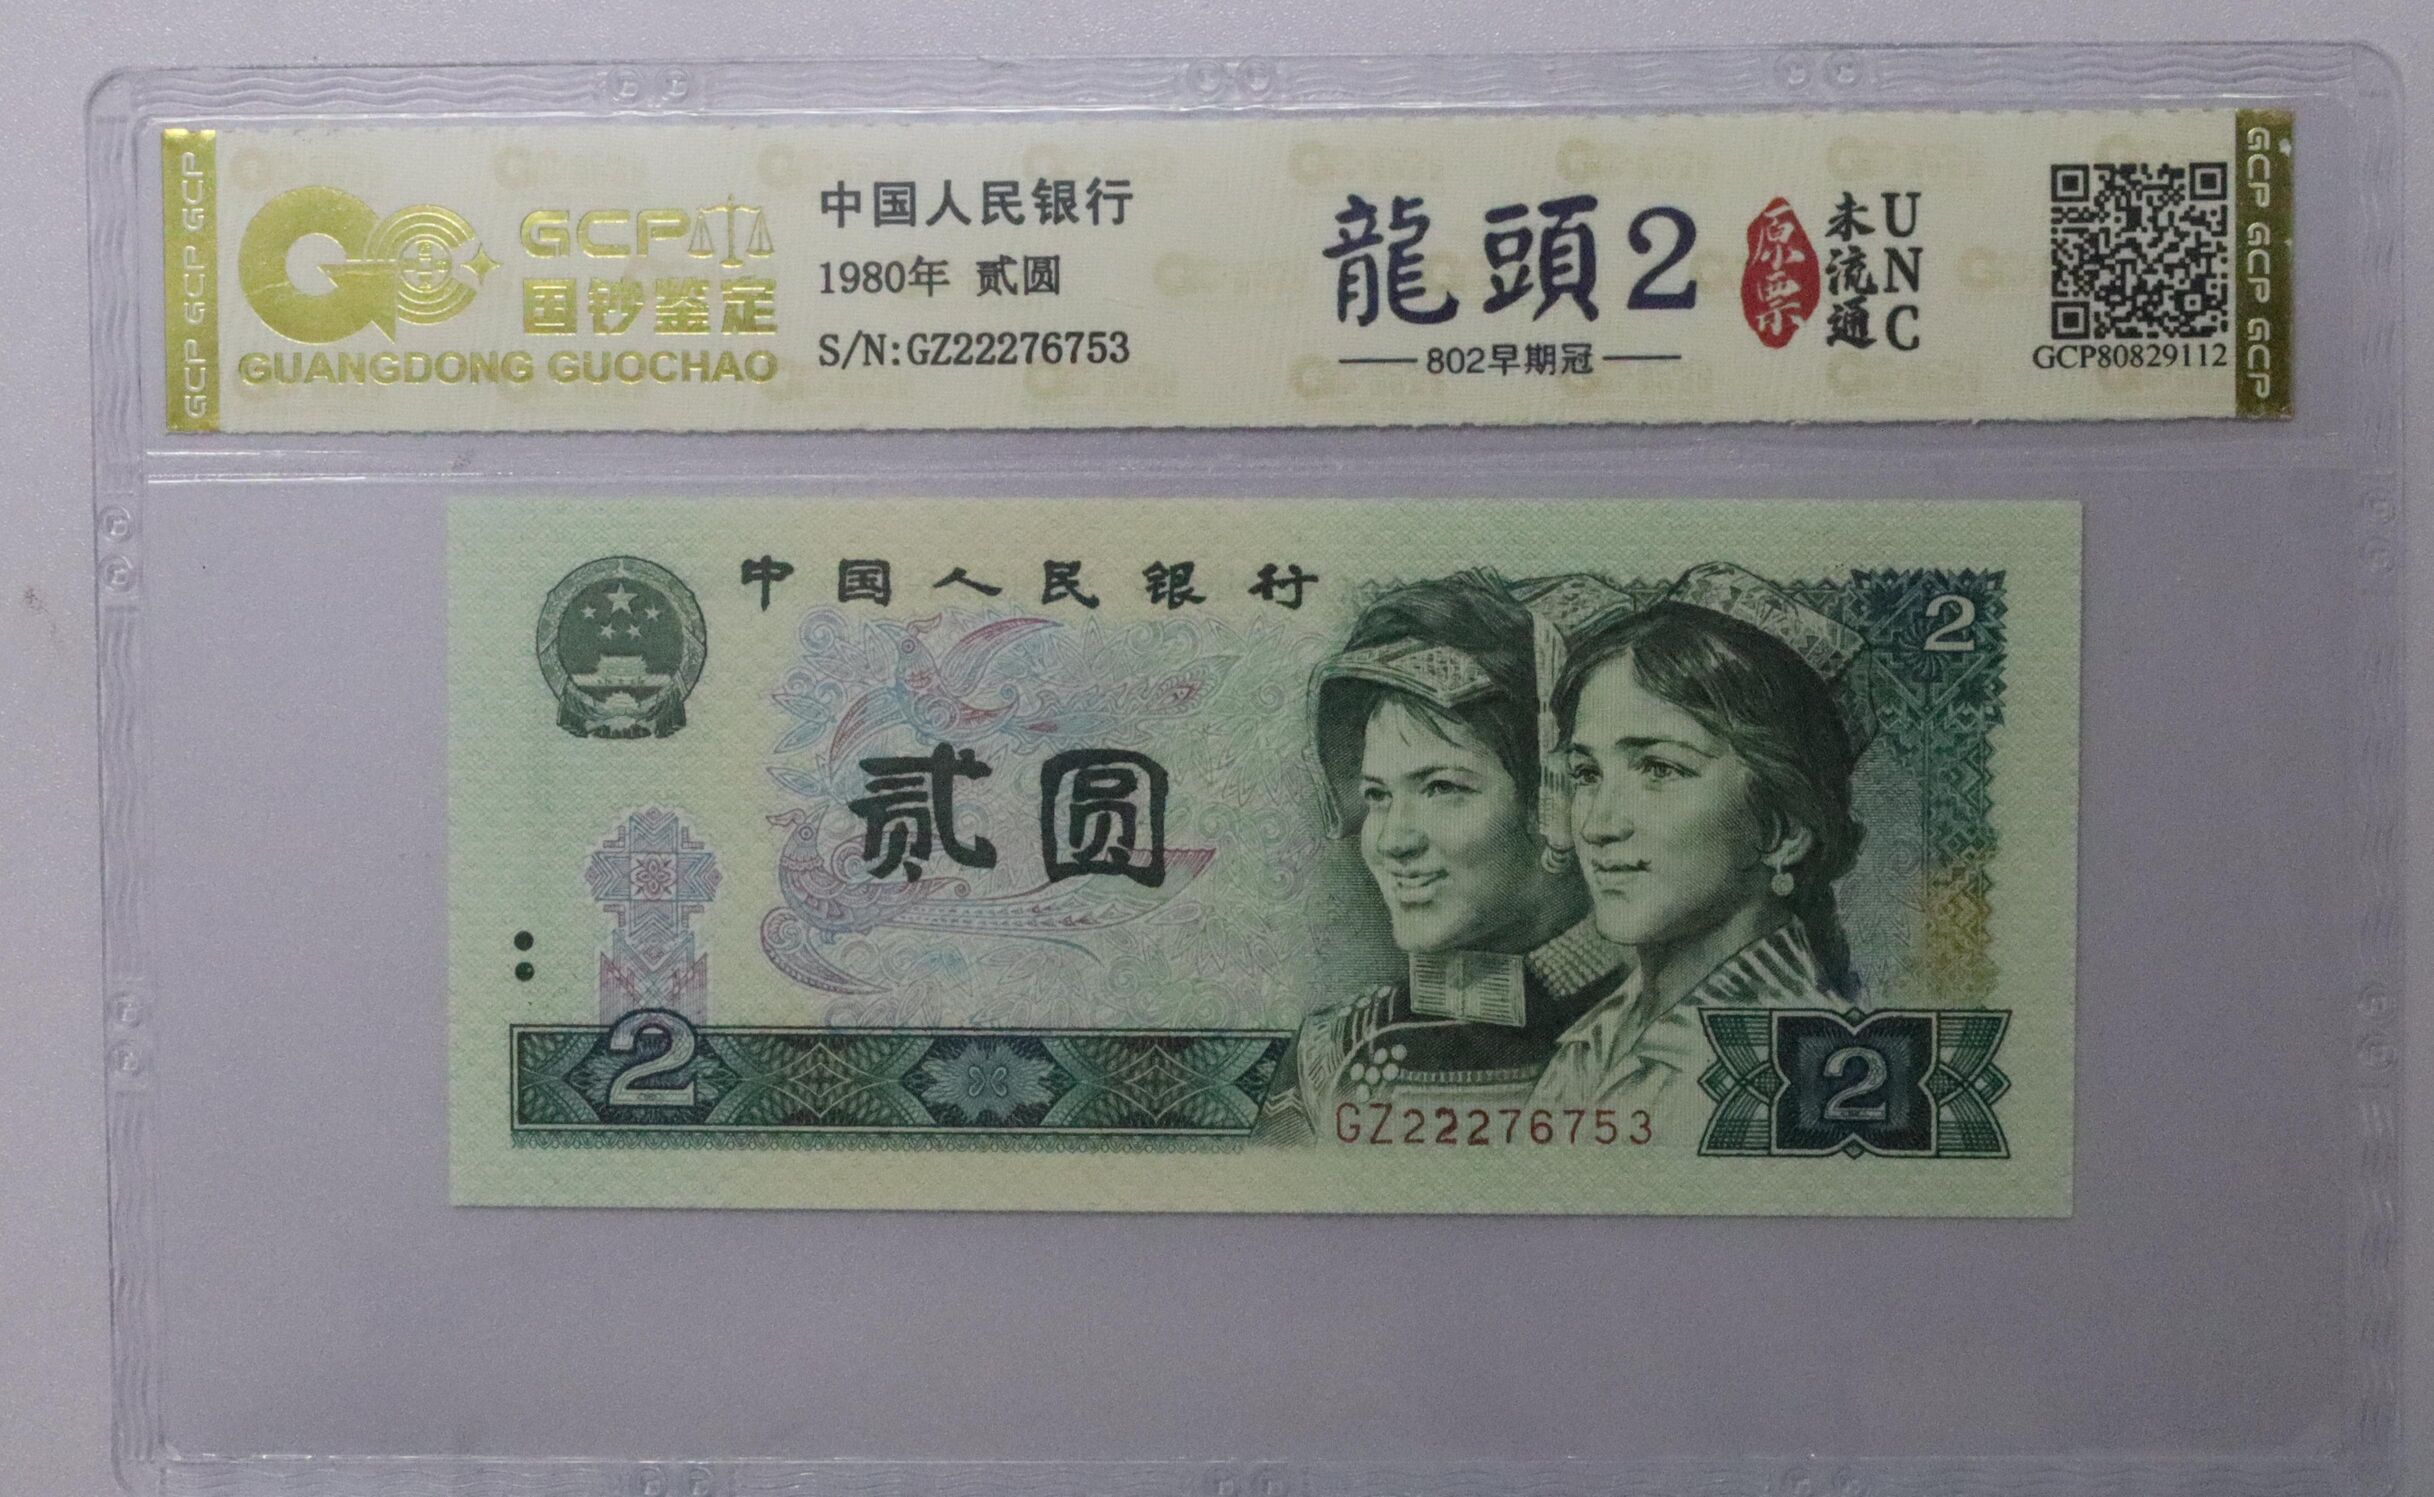 GCP GCP GCP
GCP
国钞鉴定
GUANGDONG GUOCHAO
中国人民银行
1980年 贰圆
S/N:GZ22276753
龍頭2
802早期冠
原票
未流通
UNC
GCP80829112
GCP GCP GCP
中国人民银行
2
贰圆
2
GZ22276753
2